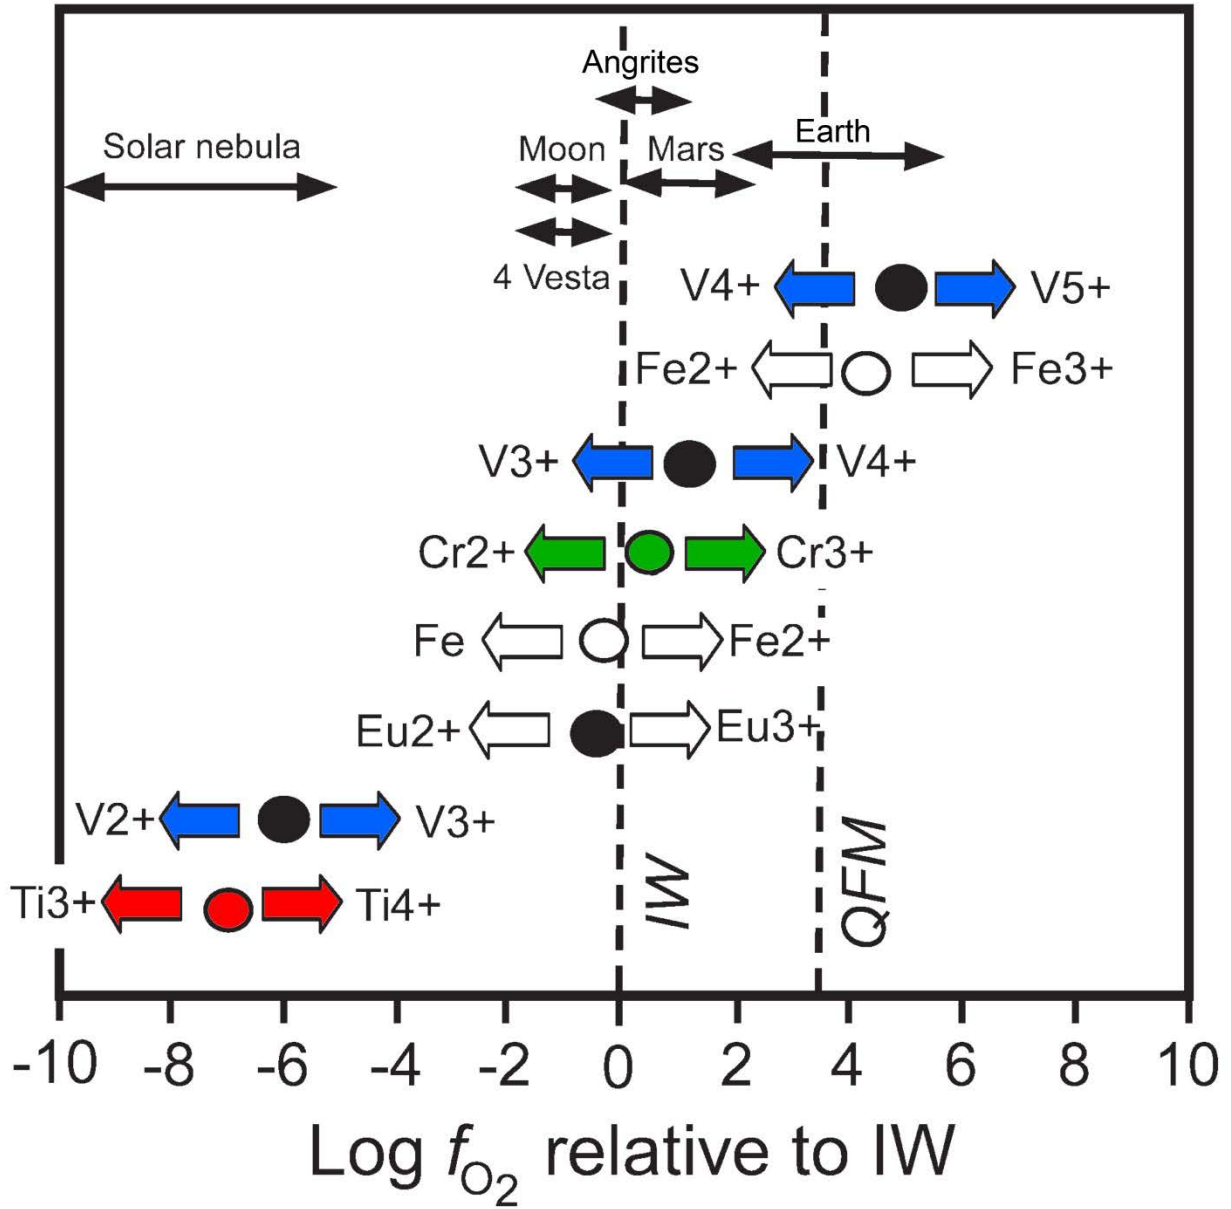 Angrites
Solar nebula
Moon
Mars
Earth
4 Vesta
V4+ V5+
Fe2+ Fe3+
V3+ V4+
Cr2+ Cr3+
Fe Fe2+
Eu2+ Eu3+
V2+ V3+
Ti3+ Ti4+
IW
QFM
-10 -8 -6 -4 -2 0 2 4 6 8 10
Log fO2 relative to IW